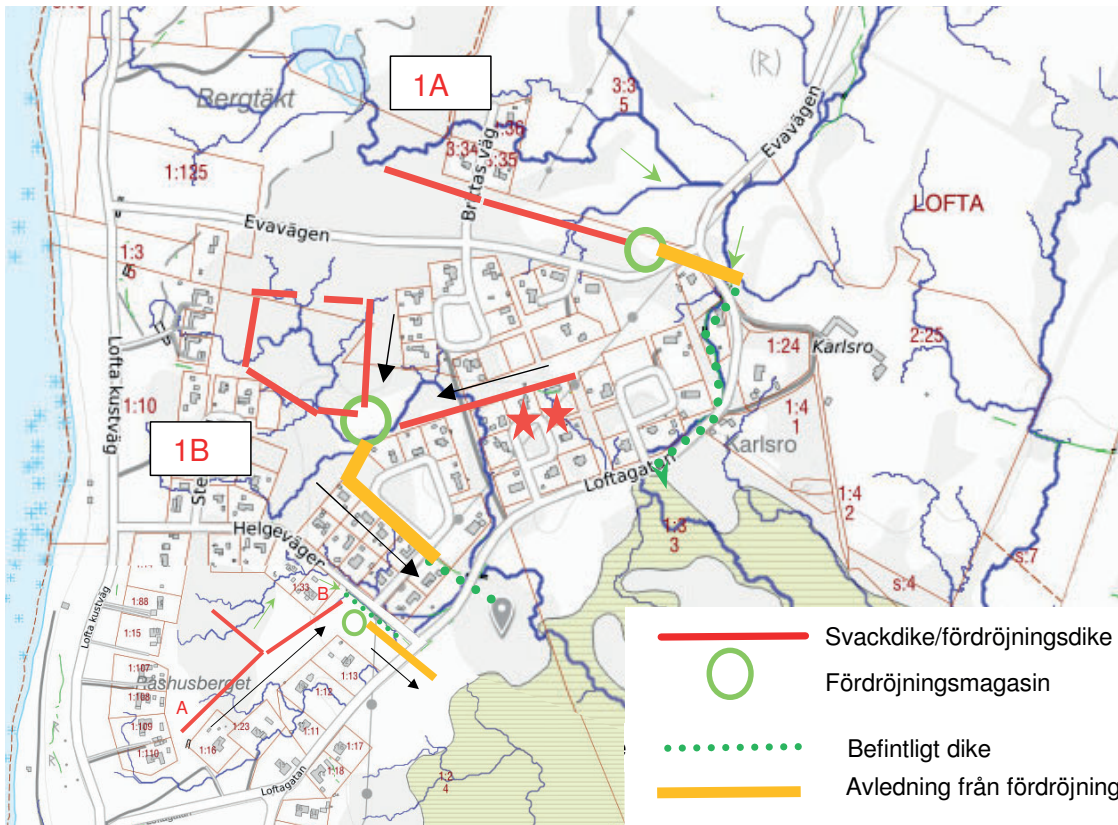 1A
(R)
Bergtäkt
3:3
5
1:36
3:34
3:35
1:125
Brittas väg
Evavägen
LOFTA
Evavägen
1:3
5
Lofta kustväg
1:24
Karlsro
2:25
1:10
1:4
1
Karlsro
1B
Ste
Loftagatan
1:4
2
Helgeväger
1:3
3
s:7
s:4
1:33
B
1:88
1:15
Lofta kustväg
1:107
1:108
Båshusberget
A
1:13
1:12
1:23
1:11
1:109
1:110
1:16
1:17
1:18
1:2
4
Loftagatan
Svackdike/fördröjningsdike
Fördröjningsmagasin
Befintligt dike
Avledning från fördröjning